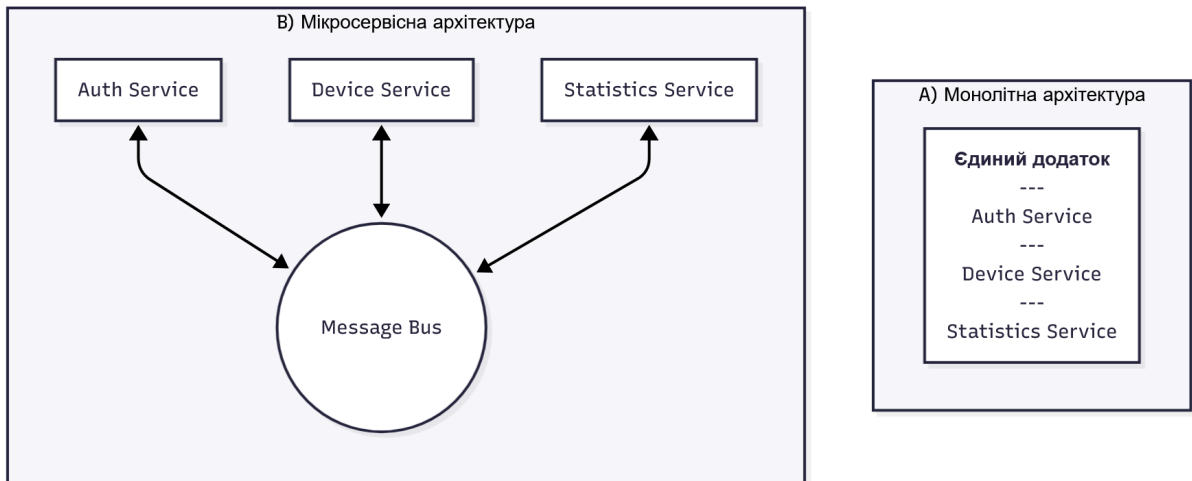 В) Мікросервісна архітектура
Auth Service
Device Service
Statistics Service
Message Bus
А) Монолітна архітектура
Єдиний додаток
---
Auth Service
---
Device Service
---
Statistics Service